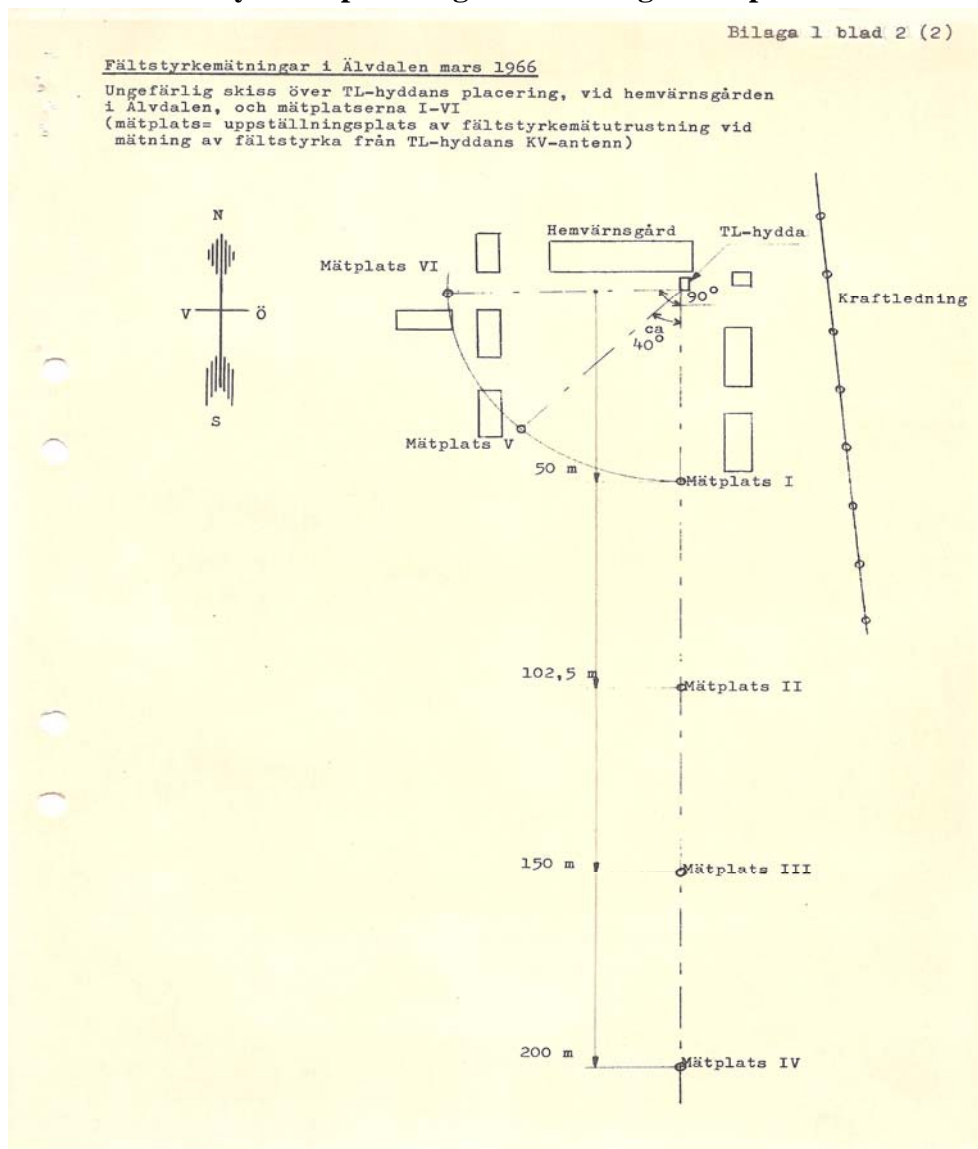 Bilaga 1 blad 2 (2)
Fältstyrkemätningar i Älvdalen mars 1966
Ungefärlig skiss över TL-hyddans placering, vid hemvärnsgården
i Älvdalen, och mätplatserna I-VI
(mätplats= uppställningsplats av fältstyrkemätutrustning vid
mätning av fältstyrka från TL-hyddans KV-antenn)
N
Hemvärnsgård
TL-hydda
Mätplats VI
V
Ö
90°
Kraftledning
ca
40°
S
Mätplats V
50 m
Mätplats I
102,5 m
Mätplats II
150 m
Mätplats III
200 m
Mätplats IV